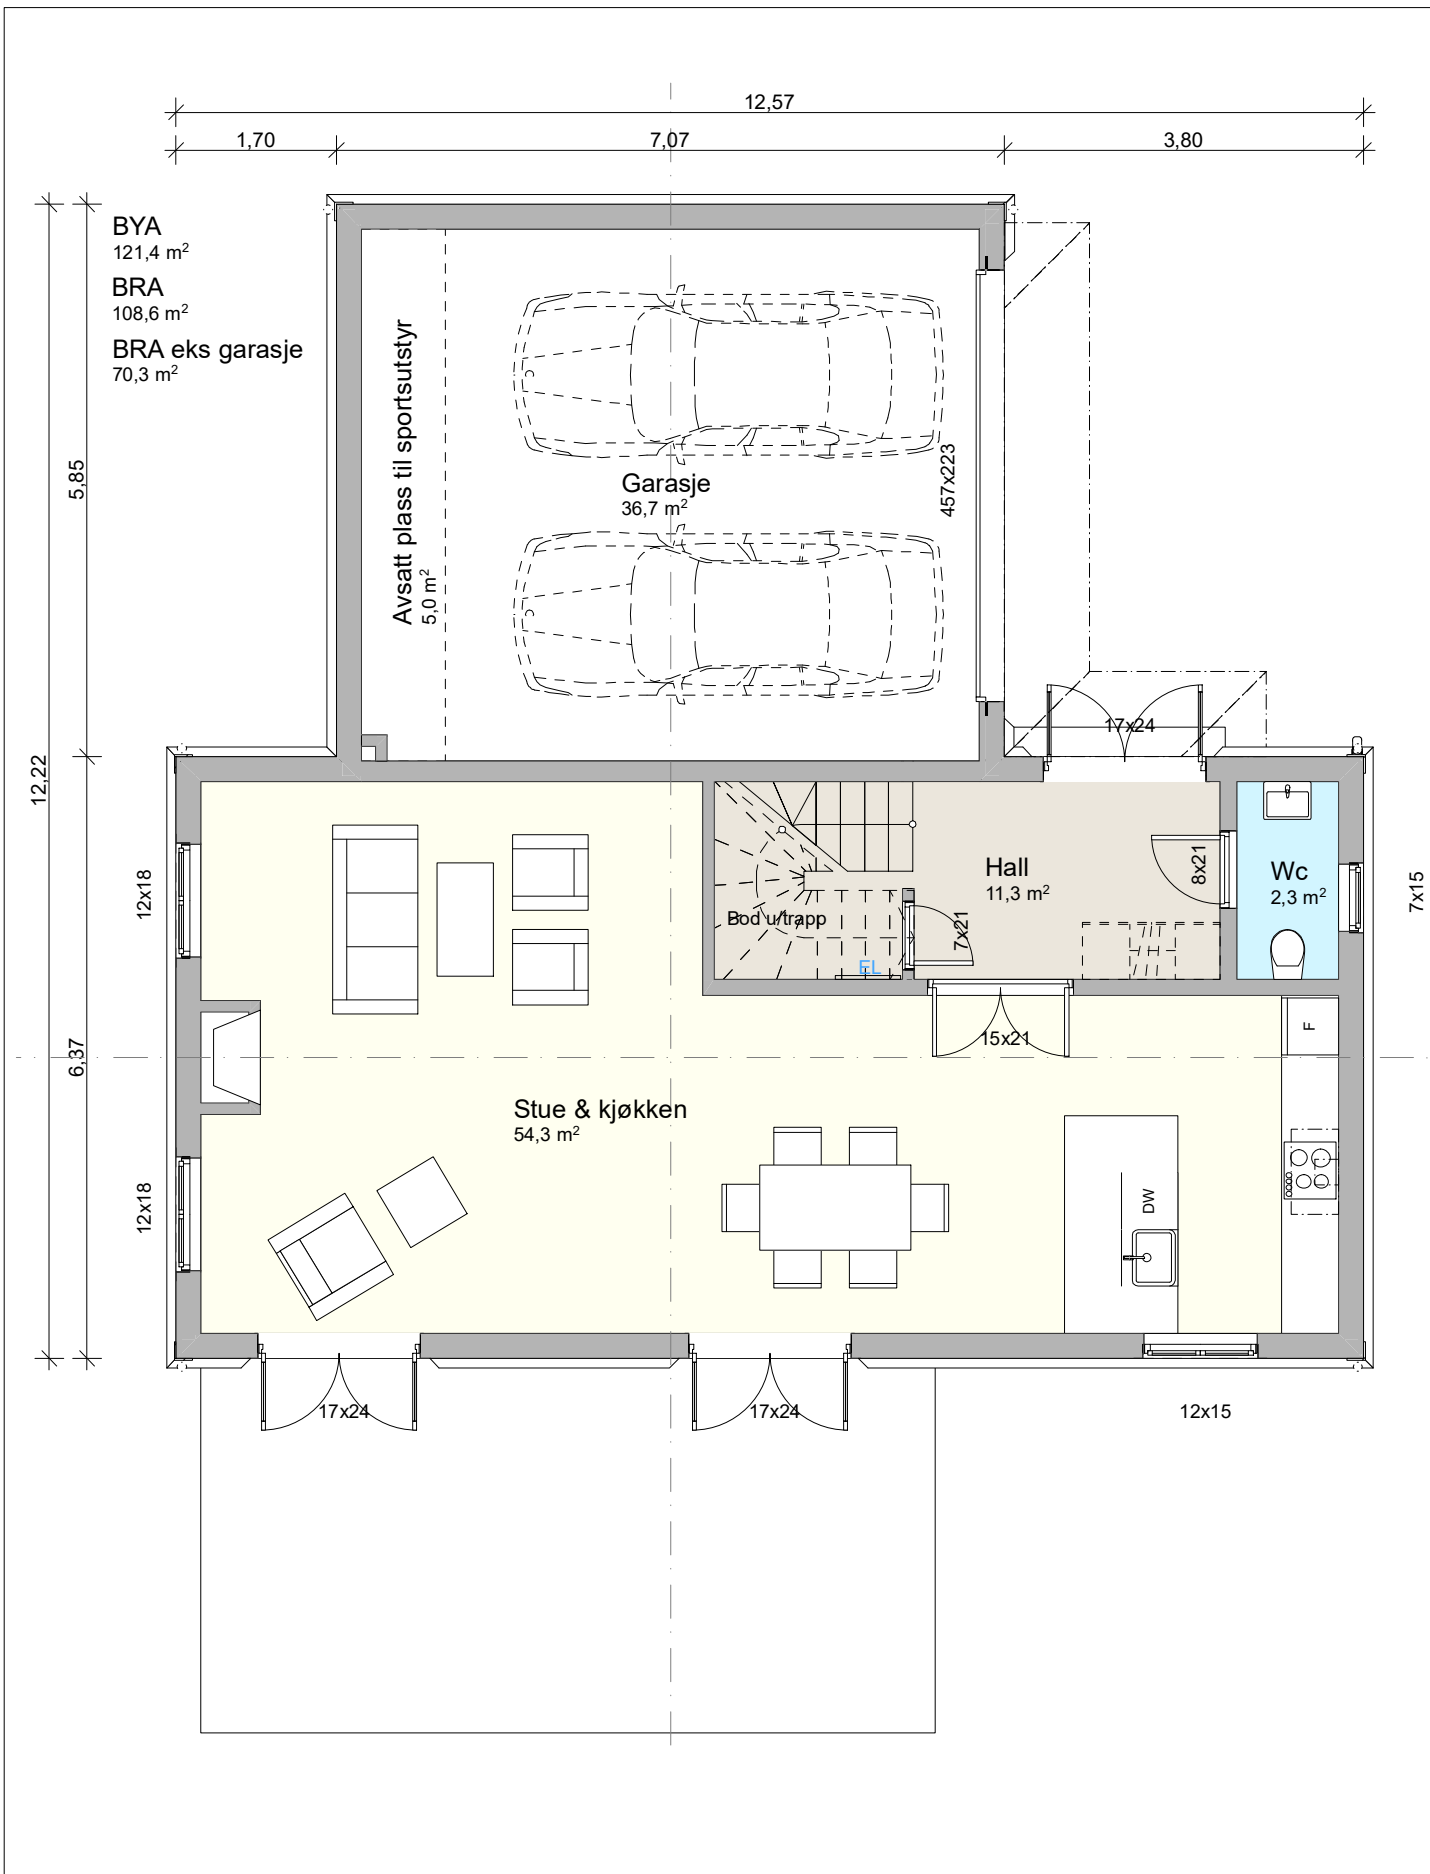 12,57
1,70
7,07
3,80
BYA
121,4 m²
BRA
108,6 m²
BRA eks garasje
70,3 m²
5,85
12,22
6,37
Avsatt plass til sportsutstyr
5,0 m²
Garasje
36,7 m²
457x223
17x24
12x18
Hall
11,3 m²
8x21
Wc
2,3 m²
7x15
Bod u/trapp
7x21
EL
15x21
F
Stue & kjøkken
54,3 m²
12x18
DW
17x24
17x24
12x15